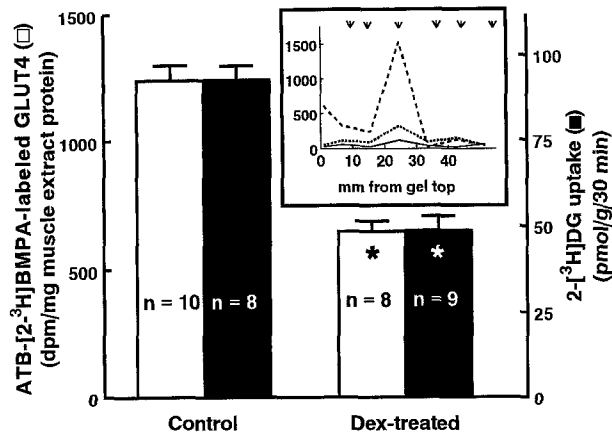 ATB-[2-³H]BMPA-labeled GLUT4 (□)
(dpm/mg muscle extract protein)
1500
1000
500
0
1500
1000
500
0
0
10
20
30
40
mm from gel top
n = 10
n = 8
*
n = 8
*
n = 9
100
75
50
25
0
2-[³H]DG uptake (■)
(pmol/g/30 min)
Control
Dex-treated